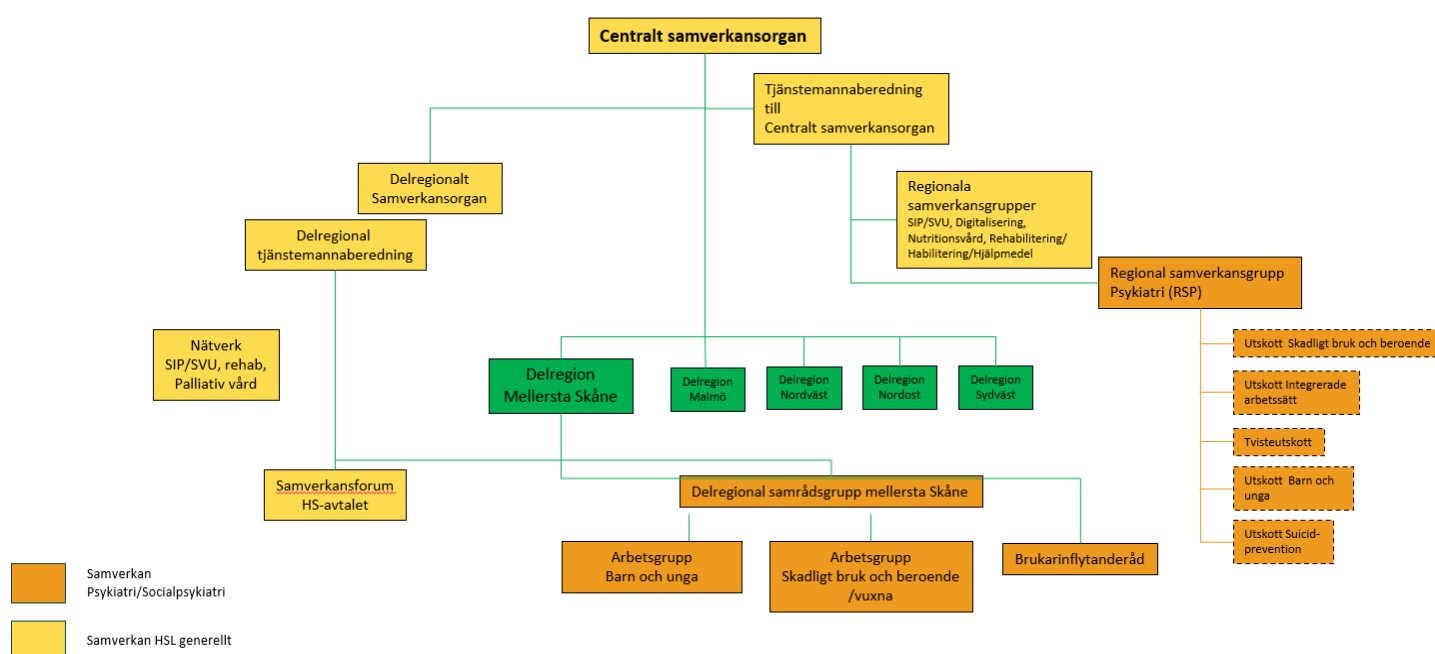 Centralt samverkansorgan
Tjänstemannaberedning
till
Centralt samverkansorgan
Delregionalt
Samverkansorgan
Regionala
samverkansgrupper
SIP/SVU, Digitalisering,
Nutritionsvård, Rehabilitering/
Habilitering/Hjälpmedel
Delregional
tjänstemannaberedning
Regional samverkansgrupp
Psykiatri (RSP)
Nätverk
SIP/SVU, rehab,
Palliativ vård
Utskott Skadligt bruk och beroende
Delregion
Mellersta Skåne
Delregion
Malmö
Delregion
Nordväst
Delregion
Nordost
Delregion
Sydväst
Utskott Integrerade
arbetssätt
Tvisteutskott
Samverkansforum
HS-avtalet
Delregional samrådsgrupp mellersta Skåne
Utskott Barn och
unga
Utskott Suicid-
prevention
Arbetsgrupp
Barn och unga
Arbetsgrupp
Skadligt bruk och beroende
/vuxna
Brukarinflytanderåd
Samverkan
Psykiatri/Socialpsykiatri
Samverkan HSL generellt